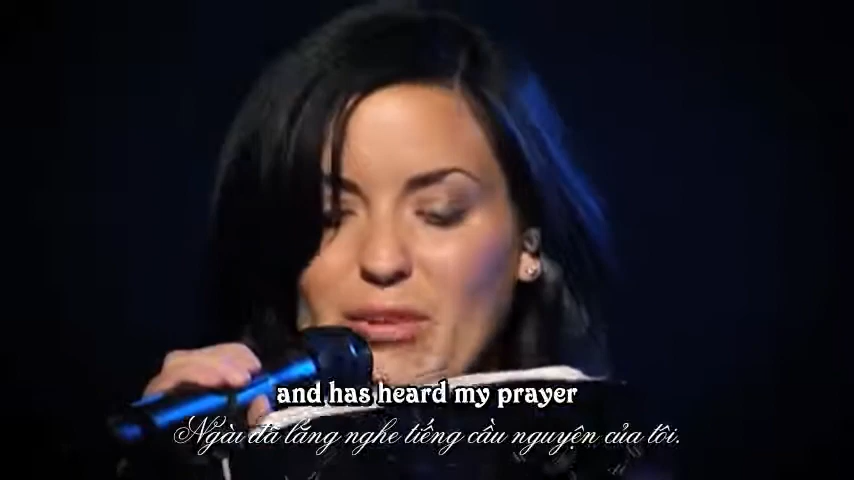 and has heard my prayer
Ngài đã lắng nghe tiếng cầu nguyện của tôi.